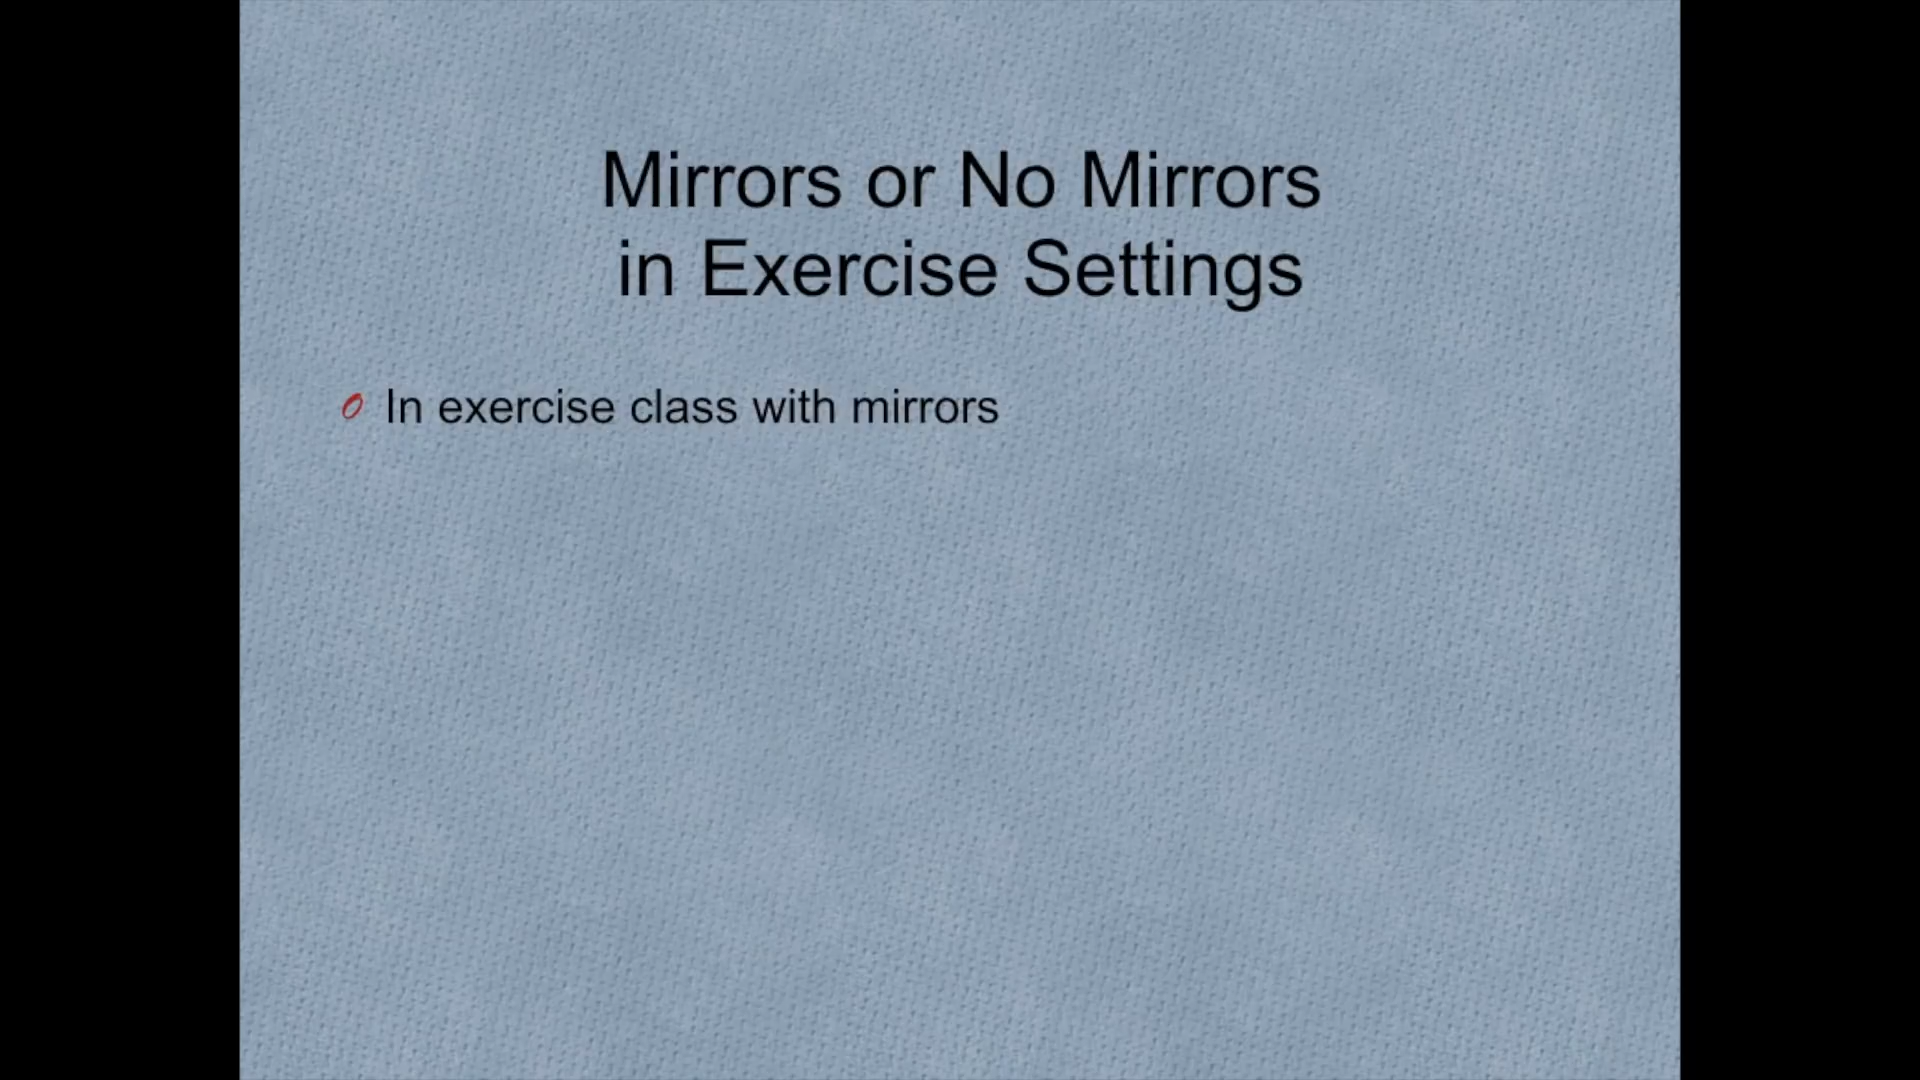 Mirrors or No Mirrors
in Exercise Settings
In exercise class with mirrors